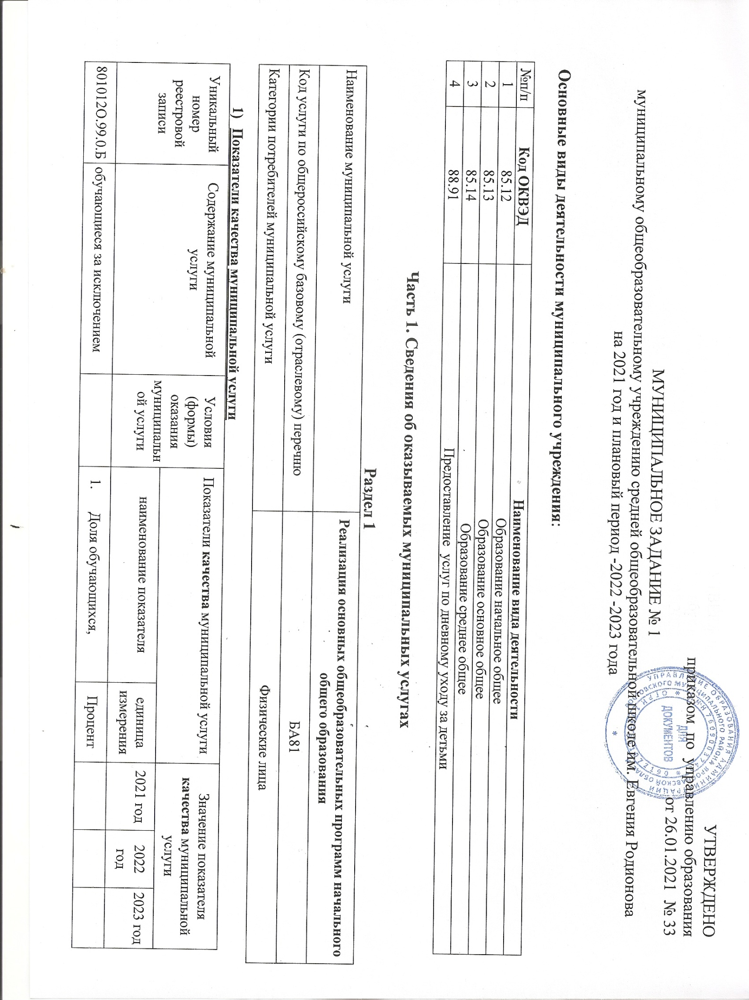 УТВЕРЖДЕНО
приказом по управлению образования
от 26.01.2021 № 33
МУНИЦИПАЛЬНОЕ ЗАДАНИЕ № 1
муниципальному общеобразовательному учреждению средней общеобразовательной школе им. Евгения Родионова
на 2021 год и плановый период -2022 -2023 года
ДЛЯ
ДОКУМЕНТОВ
Основные виды деятельности муниципального учреждения:
№п/п Код ОКВЭД Наименование вида деятельности
1 85.12 Образование начальное общее
2 85.13 Образование основное общее
3 85.14 Образование среднее общее
4 88.91 Предоставление услуг по дневному уходу за детьми
Часть 1. Сведения об оказываемых муниципальных услугах
Раздел 1
Наименование муниципальной услуги Реализация основных общеобразовательных программ начального
общего образования
Код услуги по общероссийскому базовому (отраслевому) перечню БА81
Категории потребителей муниципальной услуги Физические лица
1) Показатели качества муниципальной услуги
Уникальный
номер
реестровой
записи
Содержание муниципальной
услуги
Условия
(формы)
оказания
муниципальн
ой услуги
Показатели качества муниципальной услуги
наименование показателя
единица
измерения
Значение показателя
качества муниципальной
услуги
2021 год
2022
год
2023 год
801012О.99.0.Б обучающиеся за исключением 1. Доля обучающихся, Процент